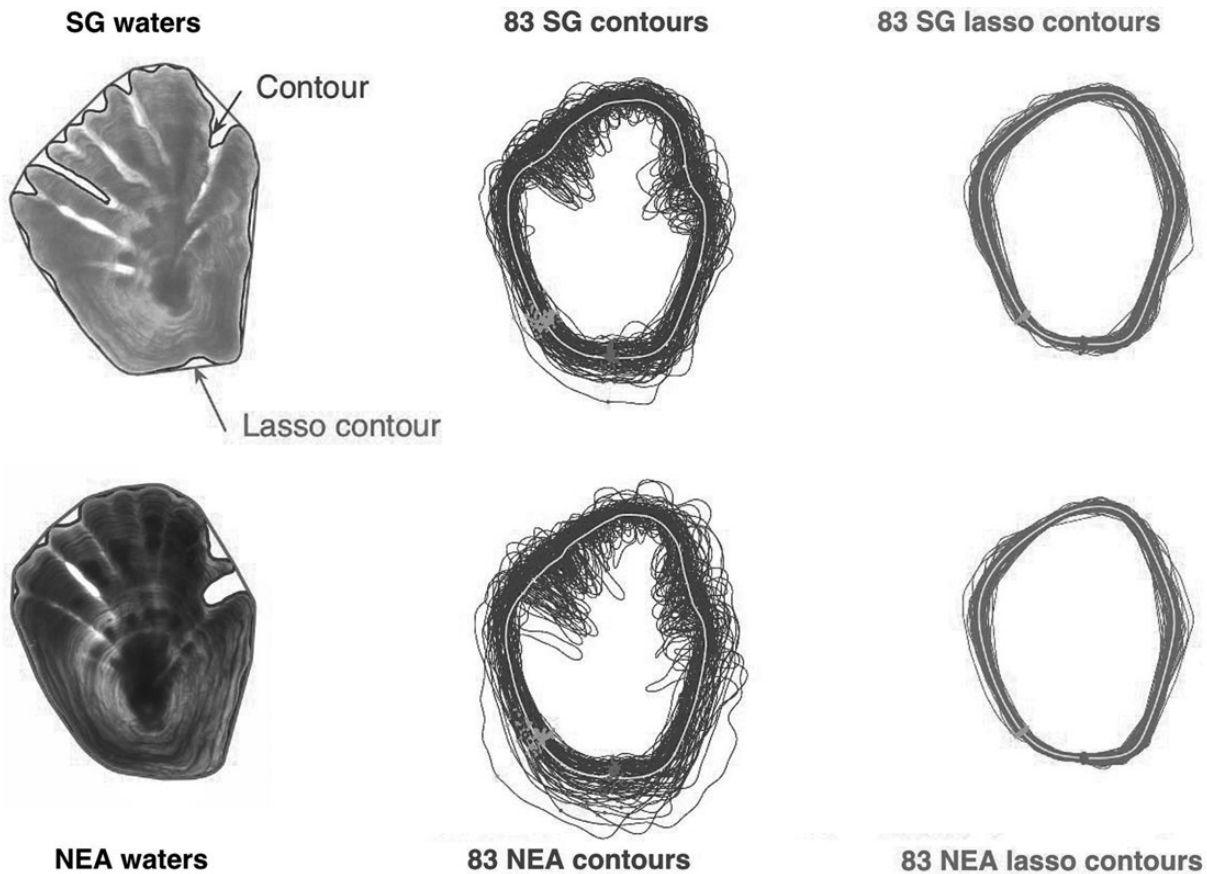 SG waters
83 SG contours
83 SG lasso contours
Contour
Lasso contour
NEA waters
83 NEA contours
83 NEA lasso contours